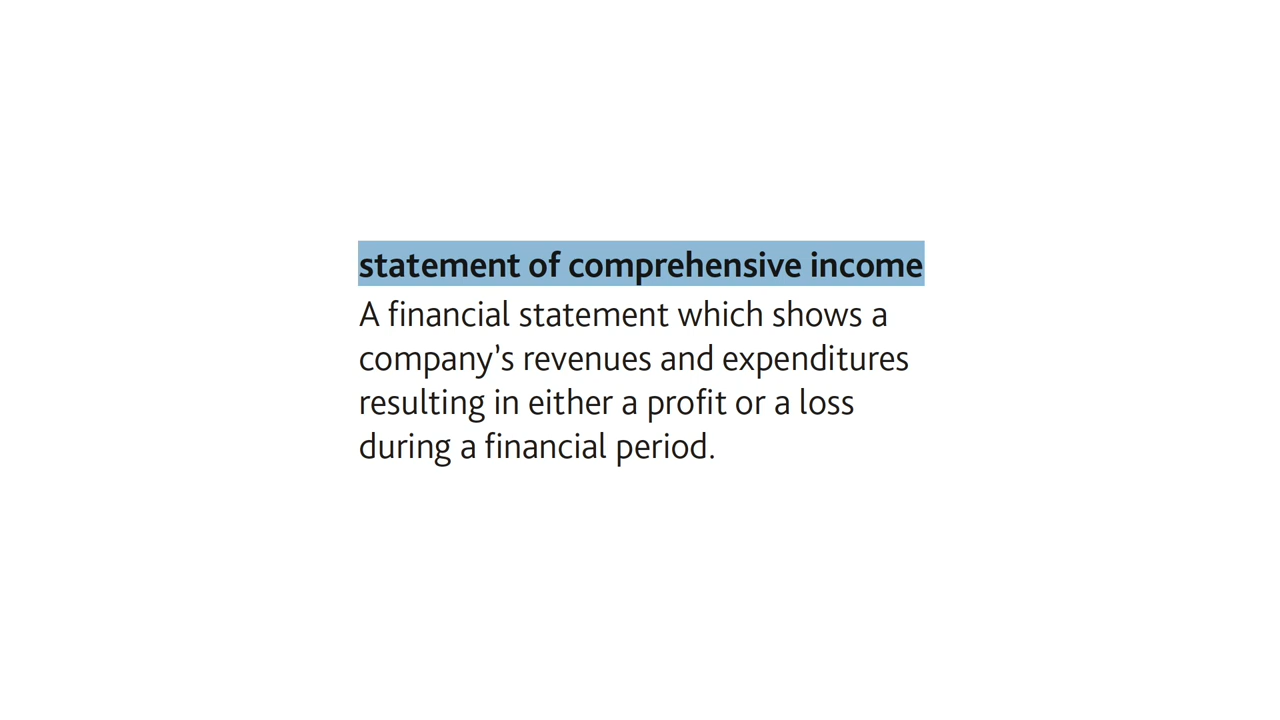 statement of comprehensive income
A financial statement which shows a
company’s revenues and expenditures
resulting in either a profit or a loss
during a financial period.